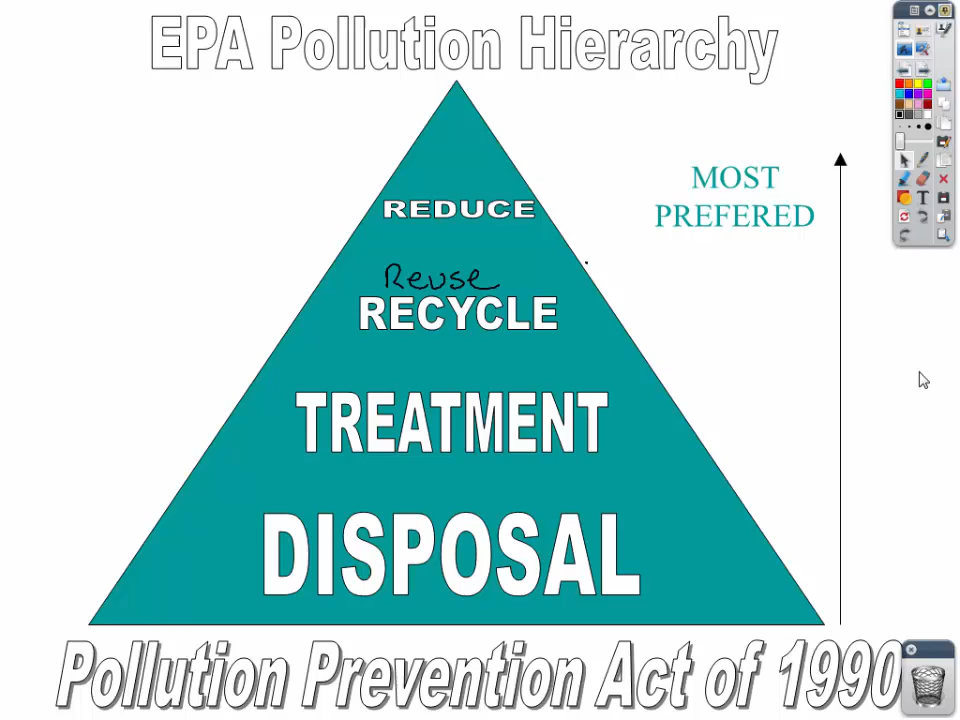 EPA Pollution Hierarchy
MOST
PREFERED
REDUCE
Reuse
RECYCLE
TREATMENT
DISPOSAL
Pollution Prevention Act of 1990